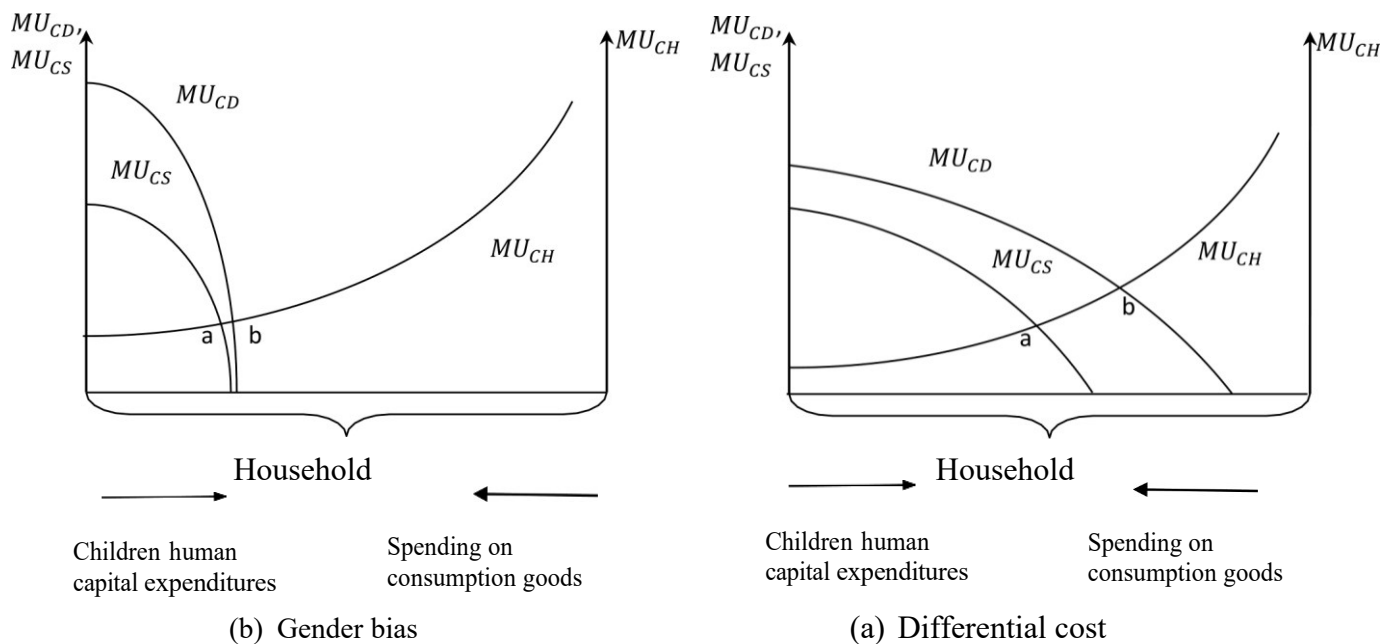 MU_CD,
MU_CS
MU_CH
MU_CD
MU_CS
MU_CH
a
b
Household
Children human
capital expenditures
Spending on
consumption goods
(b) Gender bias
MU_CD,
MU_CS
MU_CH
MU_CD
MU_CS
MU_CH
a
b
Household
Children human
capital expenditures
Spending on
consumption goods
(a) Differential cost